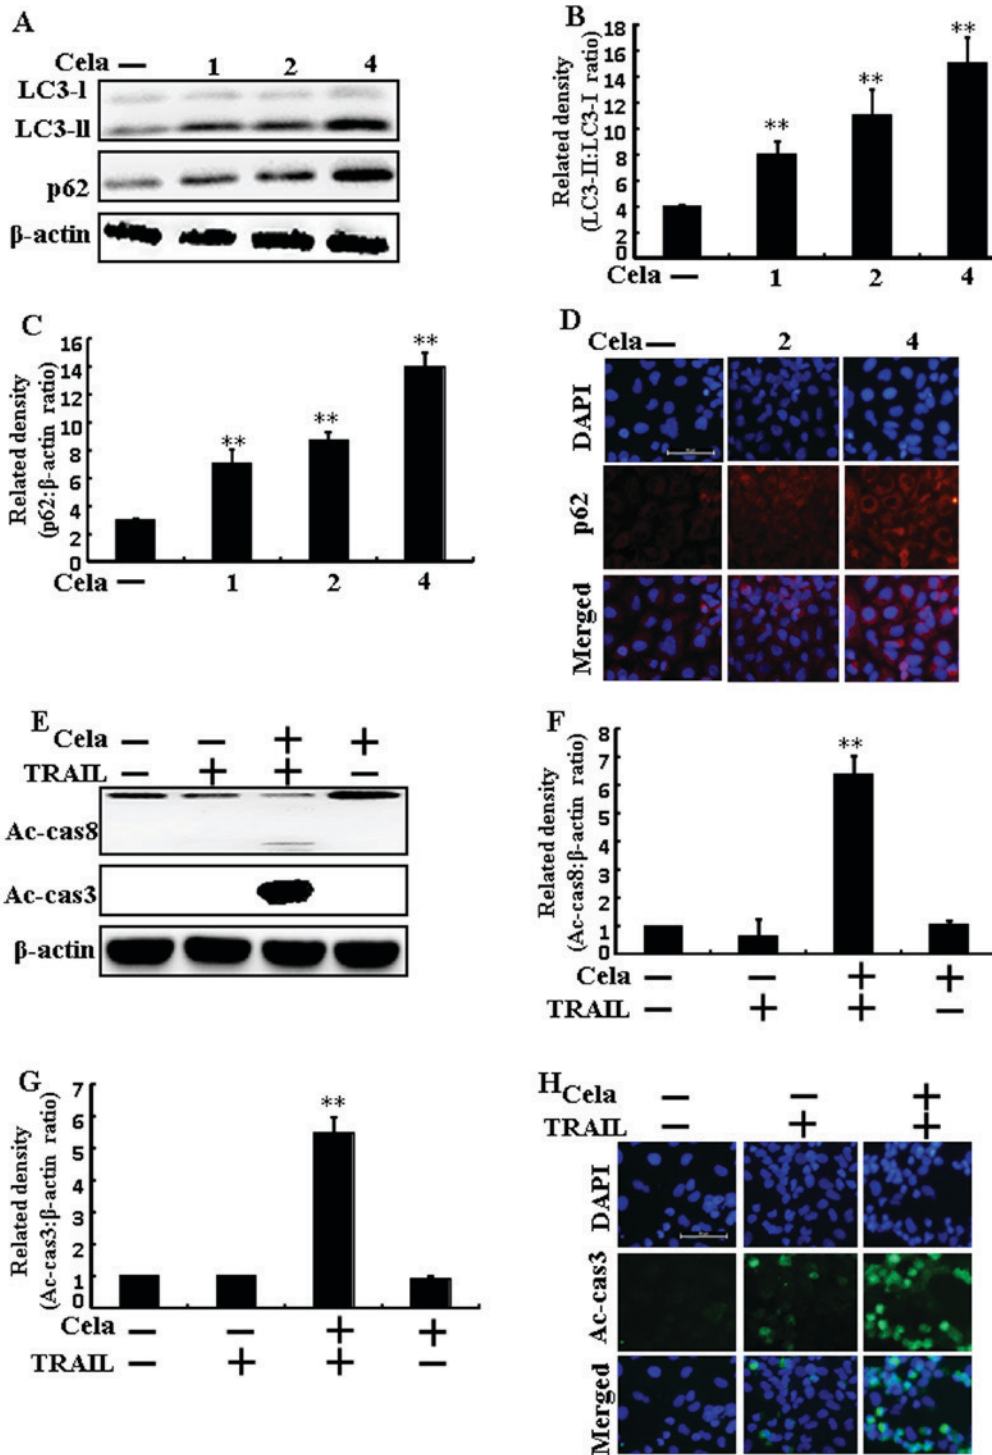 A
Cela — 1 2 4
LC3-I
LC3-II
p62
β-actin
B
Related density
(LC3-II:LC3-I ratio)
18
16
14
12
10
8
6
4
2
0
** ** **
Cela — 1 2 4
C
Related density
(p62:β-actin ratio)
16
14
12
10
8
6
4
2
0
** ** **
Cela — 1 2 4
D
Cela — 2 4
DAPI
p62
Merged
E
Cela — — + +
TRAIL — + + —
Ac-cas8
Ac-cas3
β-actin
F
Related density
(Ac-cas8:β-actin ratio)
8
7
6
5
4
3
2
1
0
**
Cela — — + +
TRAIL — + + —
G
Related density
(Ac-cas3:β-actin ratio)
7
6
5
4
3
2
1
0
**
Cela — — + +
TRAIL — + + —
H
Cela — — +
TRAIL — + +
DAPI
Ac-cas3
Merged